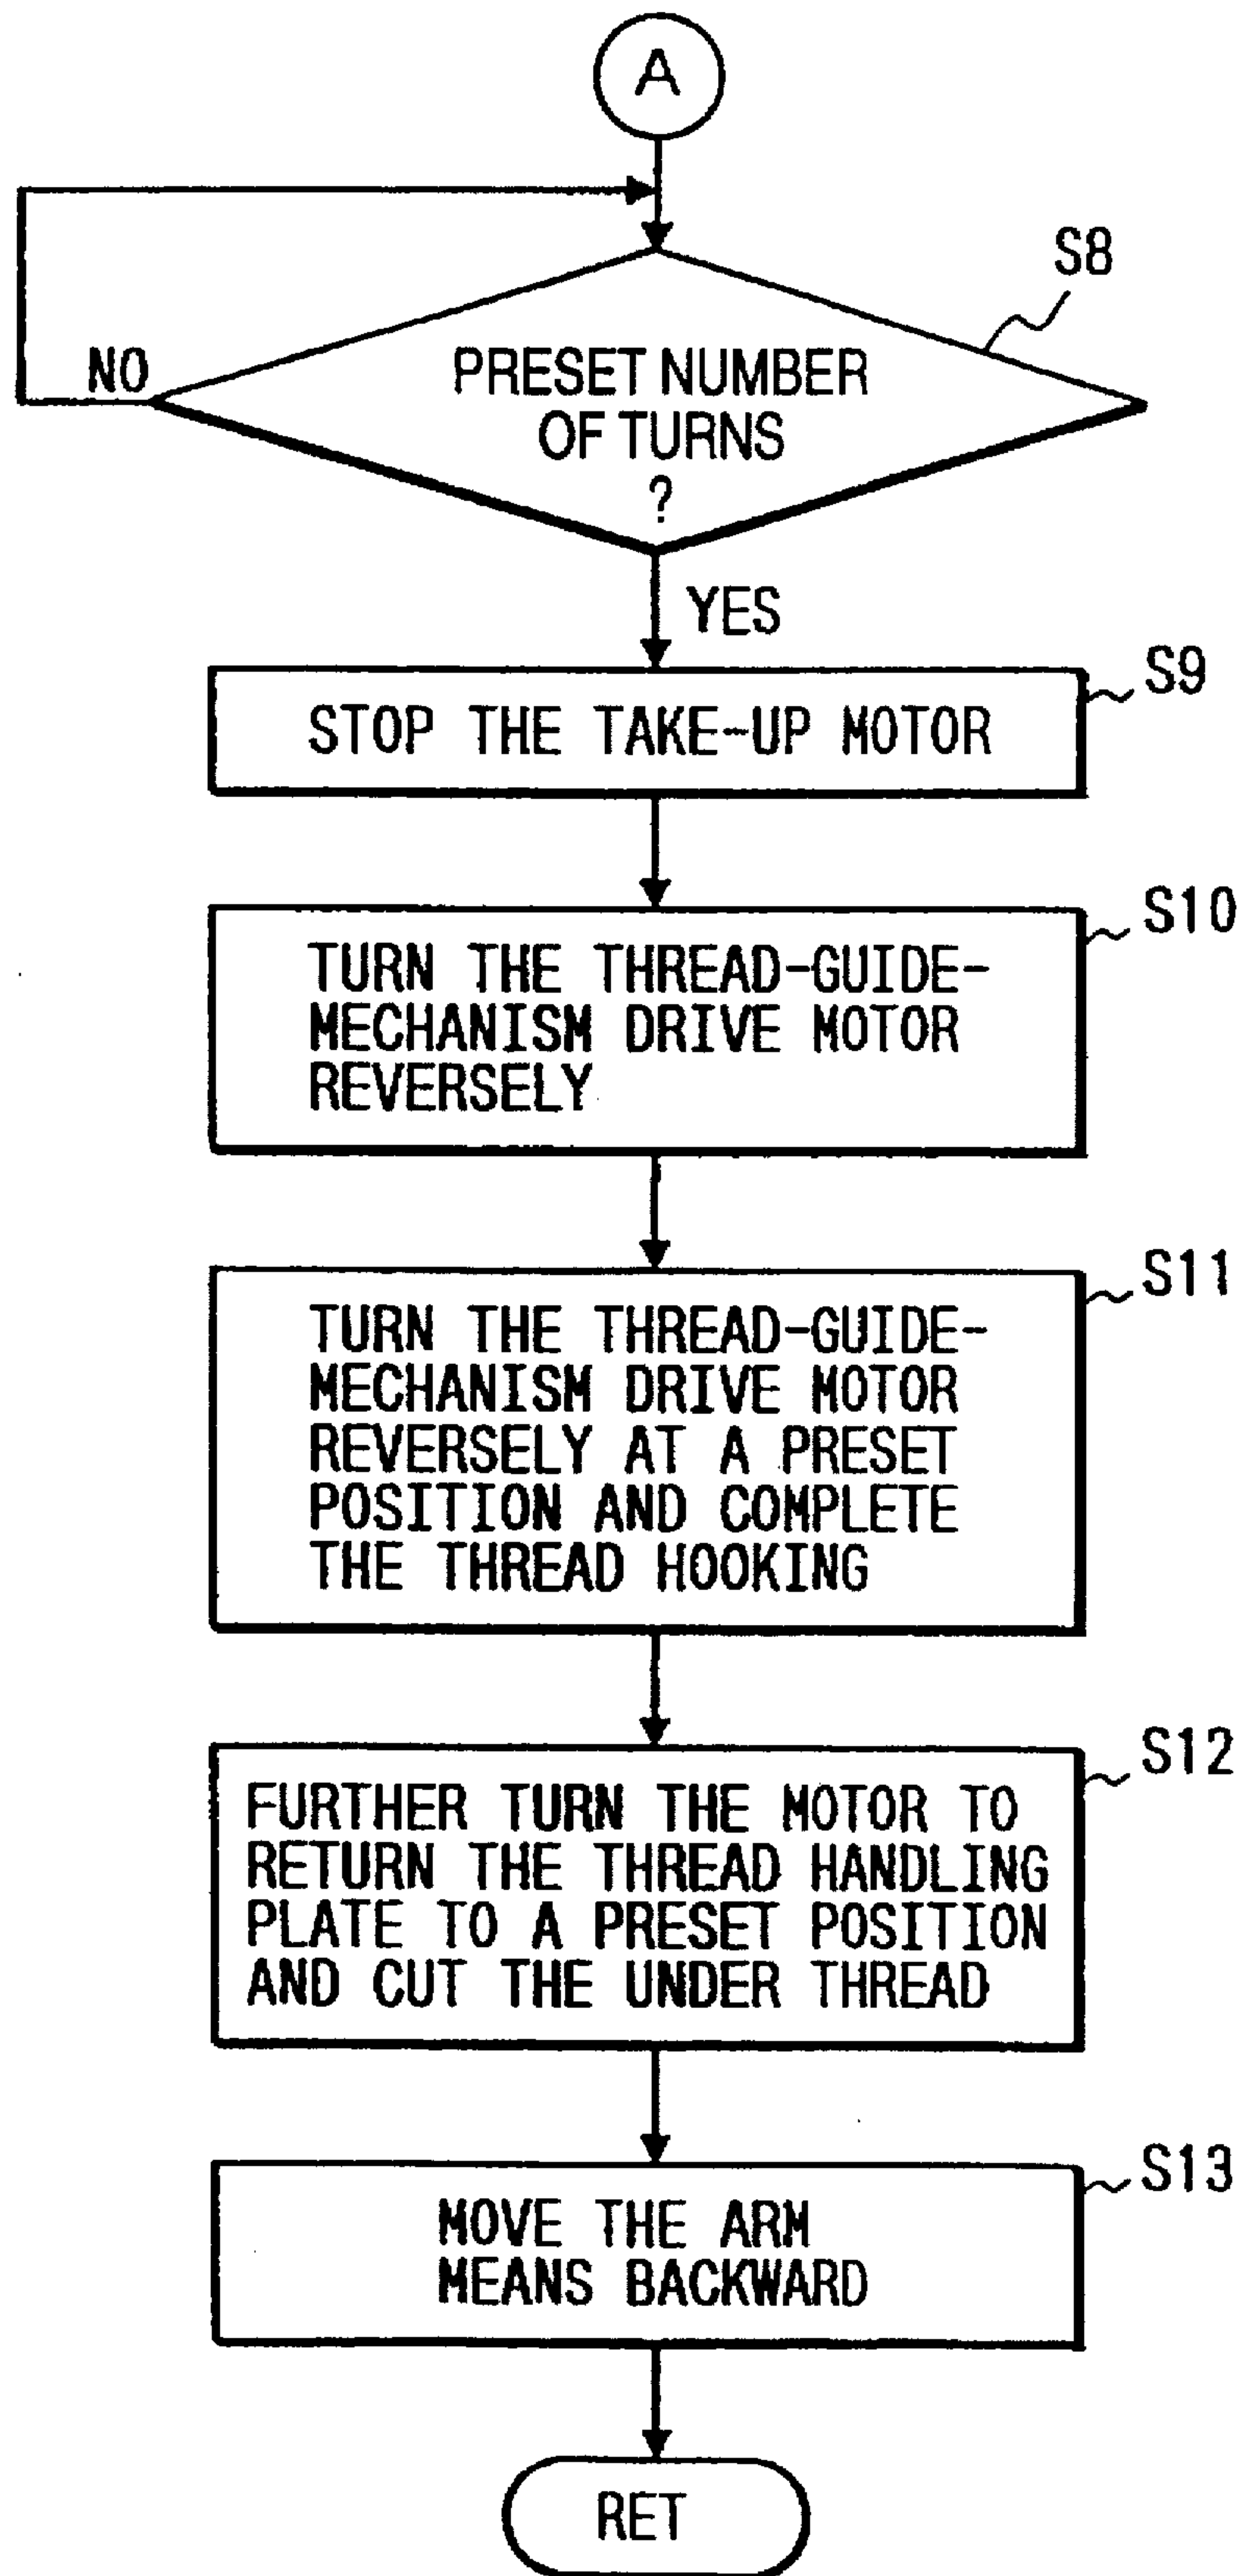 A
S8
NO
PRESET NUMBER
OF TURNS
?
YES
S9
STOP THE TAKE-UP MOTOR
S10
TURN THE THREAD-GUIDE-
MECHANISM DRIVE MOTOR
REVERSELY
S11
TURN THE THREAD-GUIDE-
MECHANISM DRIVE MOTOR
REVERSELY AT A PRESET
POSITION AND COMPLETE
THE THREAD HOOKING
S12
FURTHER TURN THE MOTOR TO
RETURN THE THREAD HANDLING
PLATE TO A PRESET POSITION
AND CUT THE UNDER THREAD
S13
MOVE THE ARM
MEANS BACKWARD
RET